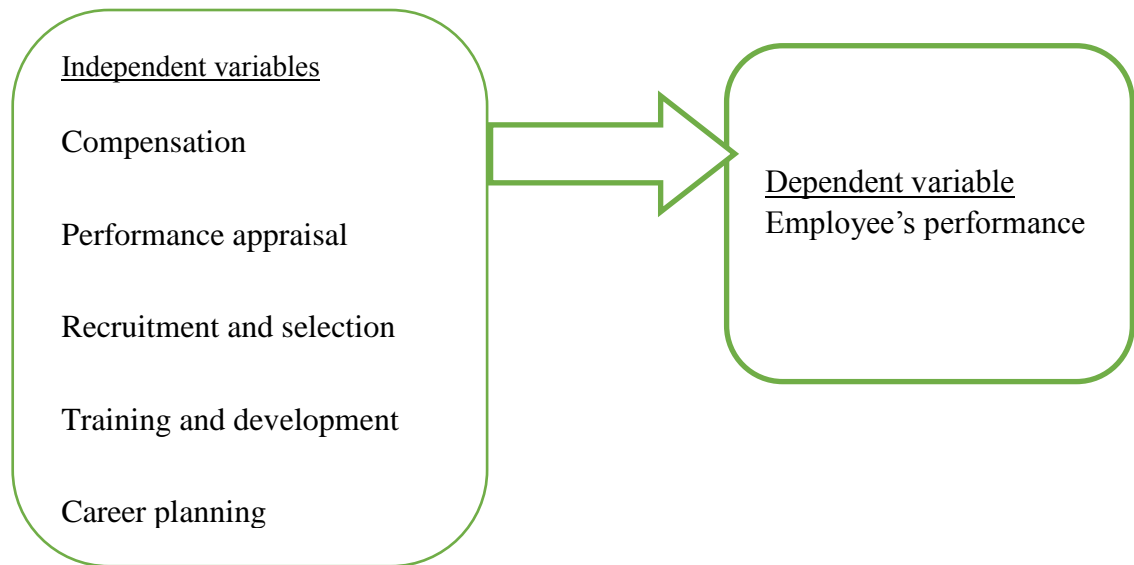 Independent variables
Compensation
Performance appraisal
Recruitment and selection
Training and development
Career planning
Dependent variable
Employee’s performance